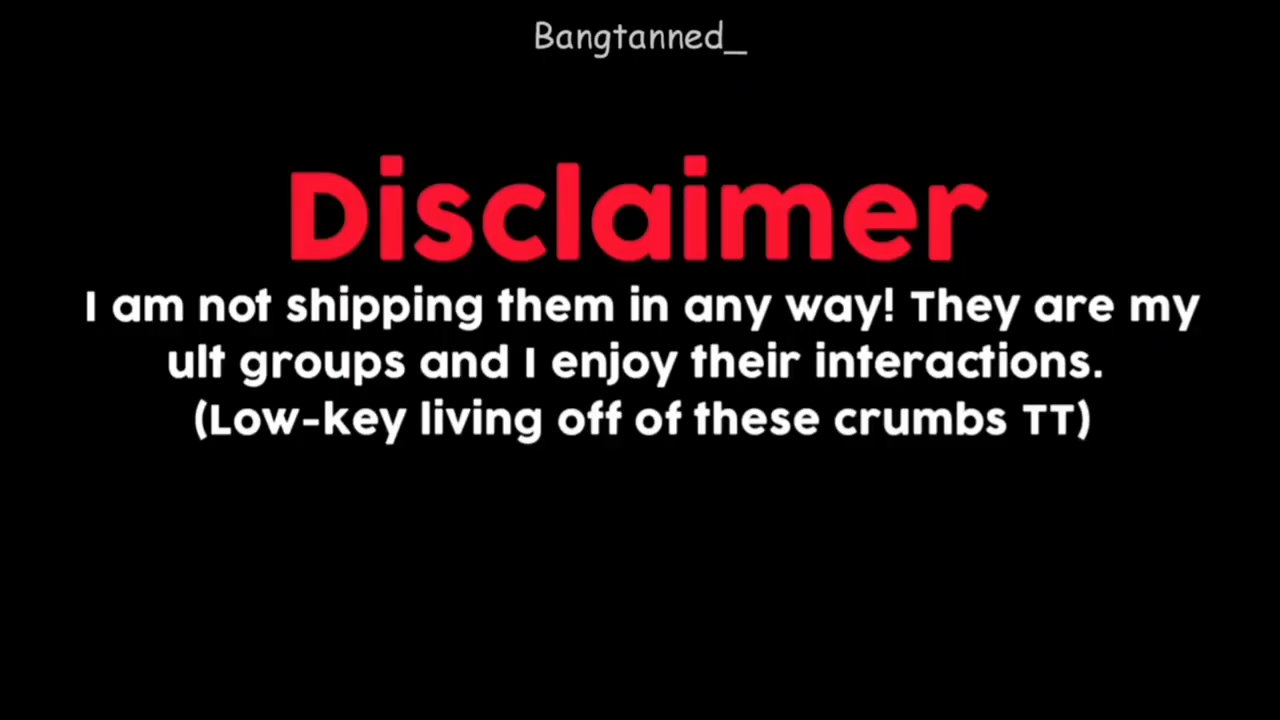 Bangtanned_
Disclaimer
I am not shipping them in any way! They are my
ult groups and I enjoy their interactions.
(Low-key living off of these crumbs TT)